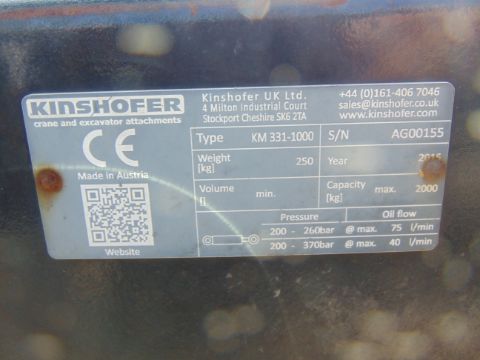 KINSHOFER
crane and excavator attachments
Kinshofer UK Ltd.
4 Milton Industrial Court
Stockport Cheshire SK6 2TA
+44 (0)161-406 7046
sales@kinshofer.co.uk
www.kinshofer.com
CE
Made in Austria
Website
Type KM 331-1000 S/N AG00155
Weight [kg] 250 Year 2015
Volume [l] min. Capacity [kg] max. 2000
Pressure Oil flow
200 - 260bar @ max. 75 l/min
200 - 370bar @ max. 40 l/min